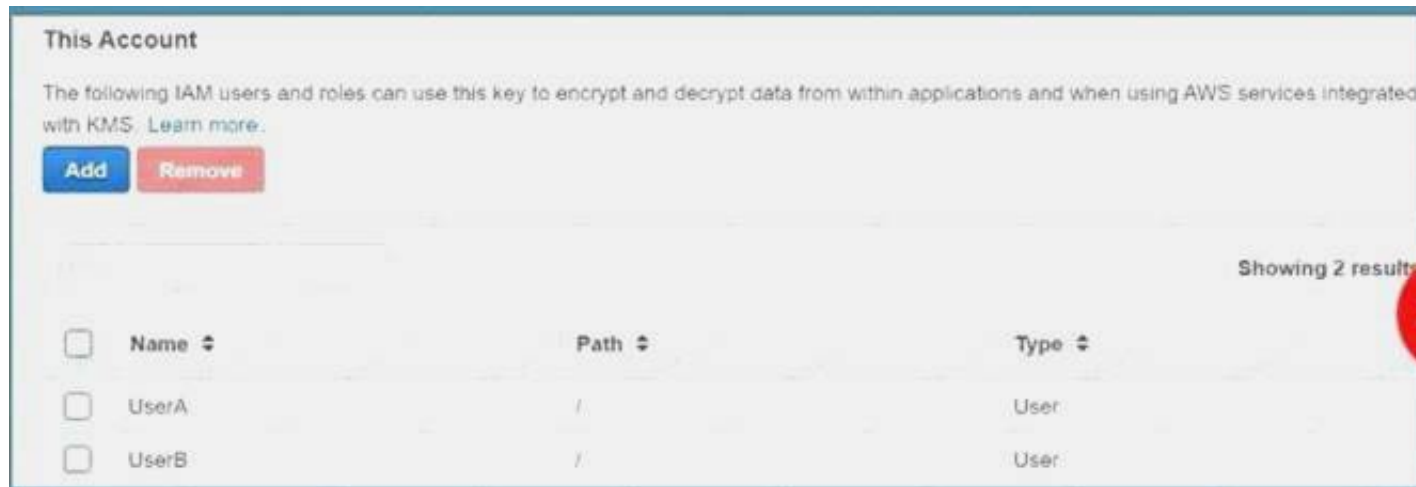 This Account
The following IAM users and roles can use this key to encrypt and decrypt data from within applications and when using AWS services integrated
with KMS. Learn more.
Add Remove
Showing 2 results
Name Path Type
UserA / User
UserB / User